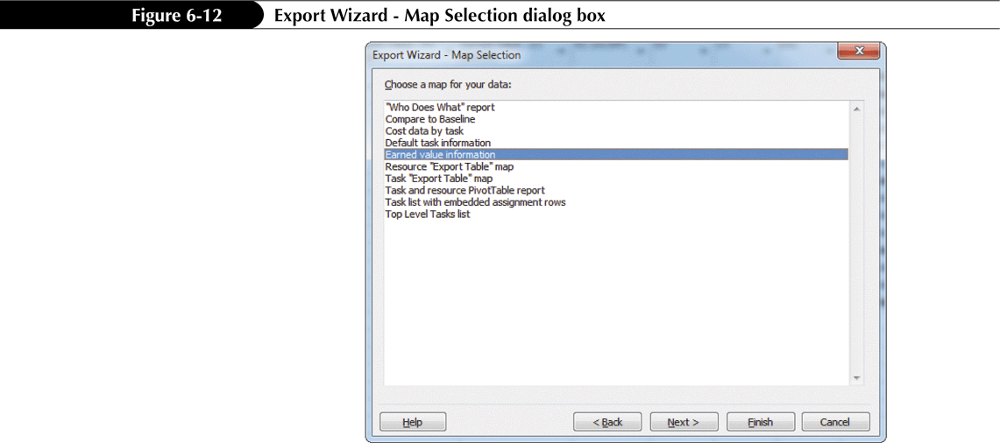 Figure 6-12 Export Wizard - Map Selection dialog box
Export Wizard - Map Selection
Choose a map for your data:
"Who Does What" report
Compare to Baseline
Cost data by task
Default task information
Earned value information
Resource "Export Table" map
Task "Export Table" map
Task and resource PivotTable report
Task list with embedded assignment rows
Top Level Tasks list
Help < Back Next > Finish Cancel